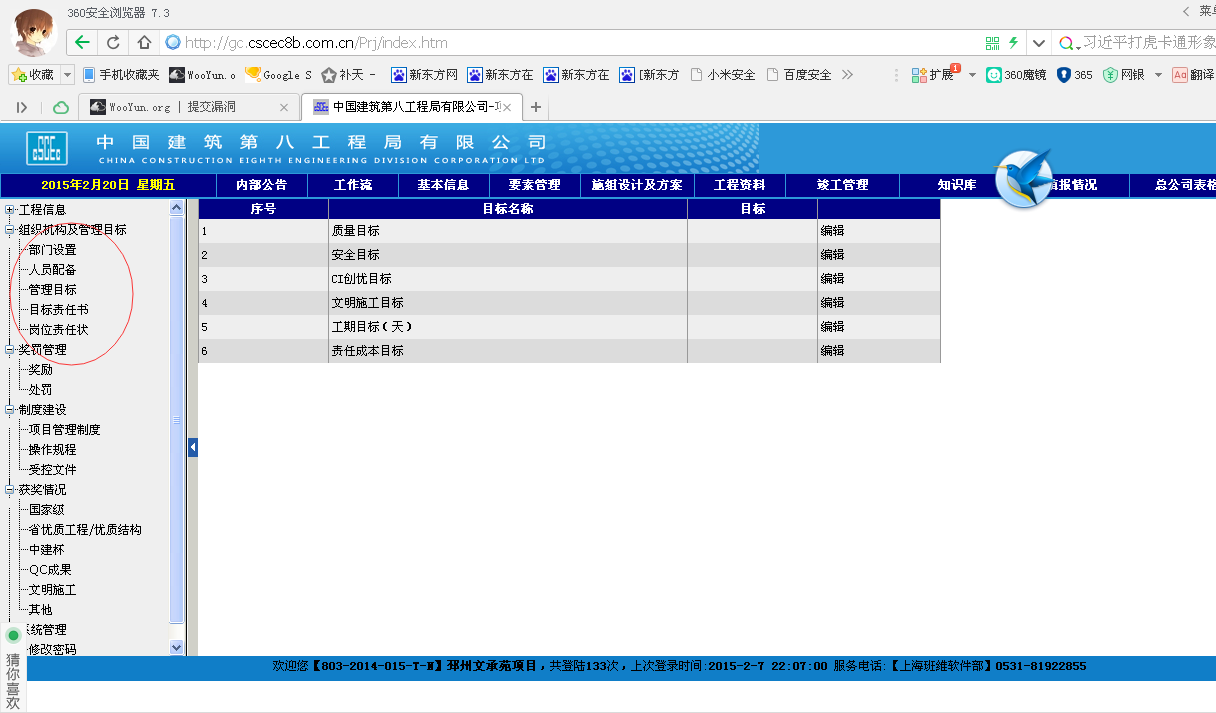 360安全浏览器 7.3
菜单
http://gc.cscec8b.com.cn/Prj/index.htm
习近平打虎卡通形象
收藏 手机收藏夹 WooYun.o Google S 补天 - 新东方网 新东方在 新东方在 [新东方 小米安全 百度安全 扩展 1 360魔镜 365 网银 Aa 翻译
WooYun.org | 提交漏洞 中国建筑第八工程局有限公司-项
CSCEC 中国建筑第八工程局有限公司
CHINA CONSTRUCTION EIGHTH ENGINEERING DIVISION CORPORATION LTD
2015年2月20日 星期五 内部公告 工作流 基本信息 要素管理 施组设计及方案 工程资料 竣工管理 知识库 填报情况 总公司表格
工程信息
组织机构及管理目标
部门设置
人员配备
管理目标
目标责任书
岗位责任状
奖罚管理
奖励
处罚
制度建设
项目管理制度
操作规程
受控文件
获奖情况
国家级
省优质工程/优质结构
中建杯
QC成果
文明施工
其他
系统管理
修改密码
序号 目标名称 目标
1 质量目标 编辑
2 安全目标 编辑
3 CI创忧目标 编辑
4 文明施工目标 编辑
5 工期目标（天） 编辑
6 责任成本目标 编辑
猜你喜欢
欢迎您【803-2014-015-T-N】邳州文承苑项目，共登陆133次，上次登录时间:2015-2-7 22:07:00 服务电话:【上海班维软件部】0531-81922855